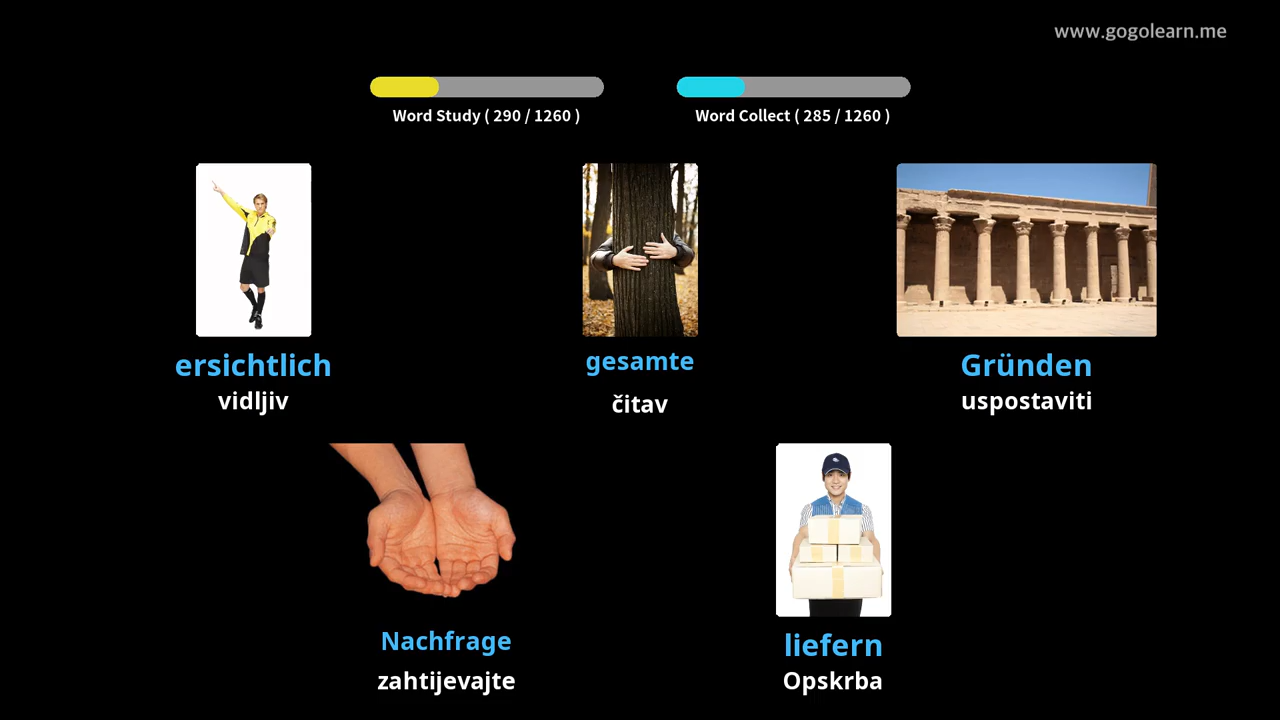 www.gogolearn.me
Word Study ( 290 / 1260 )
Word Collect ( 285 / 1260 )
ersichtlich
vidljiv
gesamte
čitav
Gründen
uspostaviti
Nachfrage
zahtijevajte
liefern
Opskrba